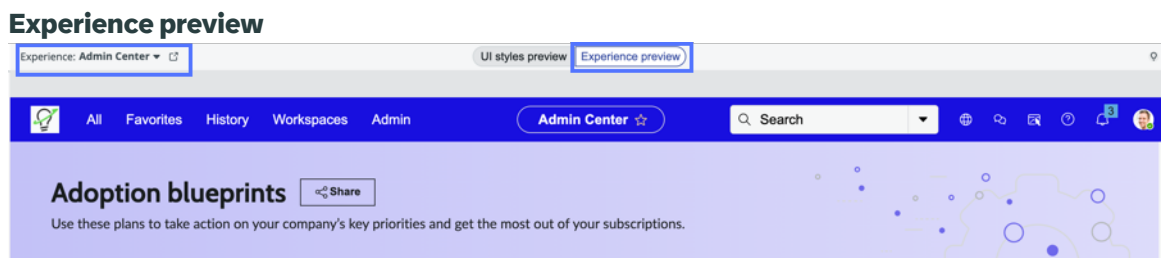 Experience preview
Experience: Admin Center
UI styles preview
Experience preview
All
Favorites
History
Workspaces
Admin
Admin Center
Search
3
Adoption blueprints
Share
Use these plans to take action on your company's key priorities and get the most out of your subscriptions.